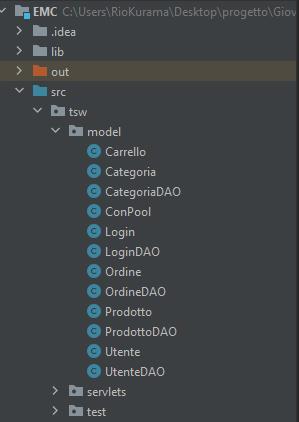 EMC C:\Users\RioKurama\Desktop\progetto\Giov
.idea
lib
out
src
tsw
model
Carrello
Categoria
CategoriaDAO
ConPool
Login
LoginDAO
Ordine
OrdineDAO
Prodotto
ProdottoDAO
Utente
UtenteDAO
servlets
test